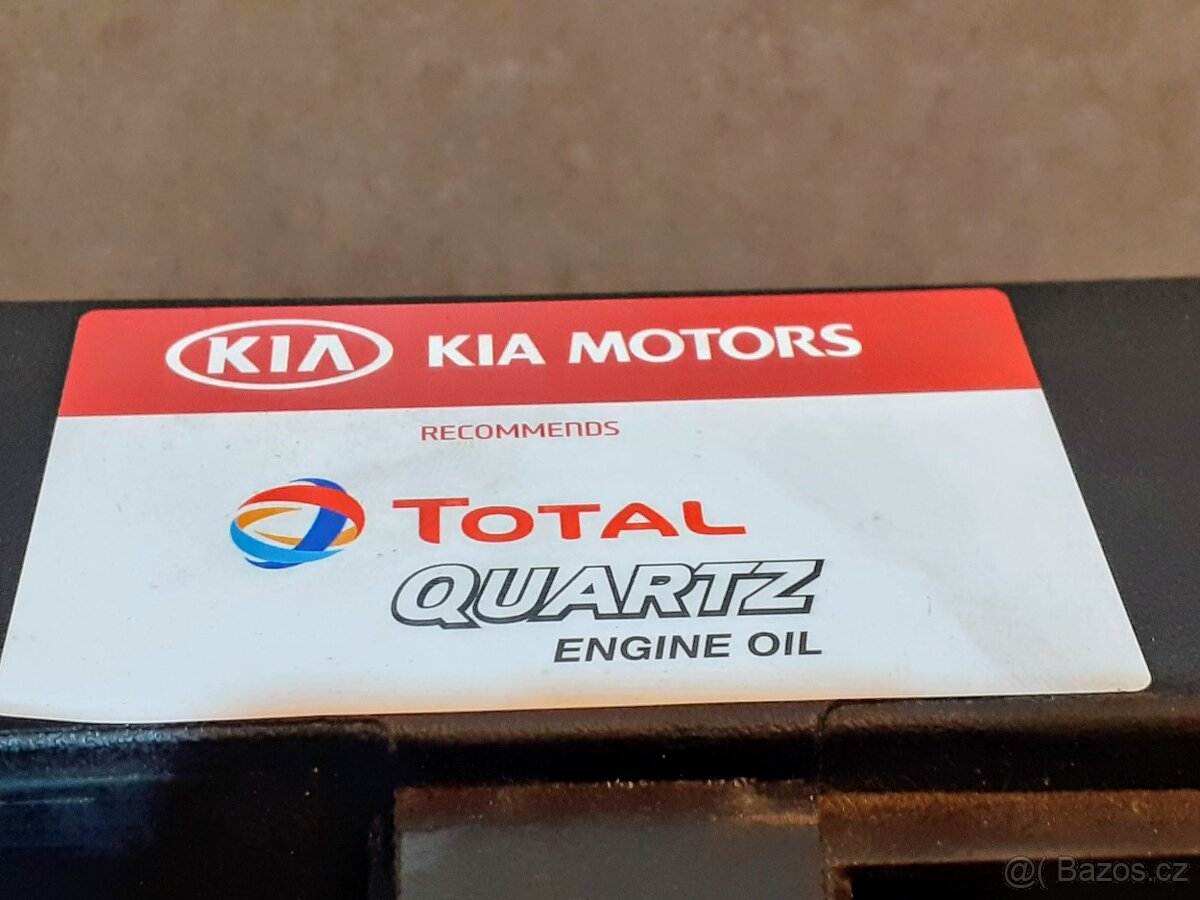 KIA KIA MOTORS
RECOMMENDS
TOTAL
QUARTZ
ENGINE OIL
@( Bazos.cz